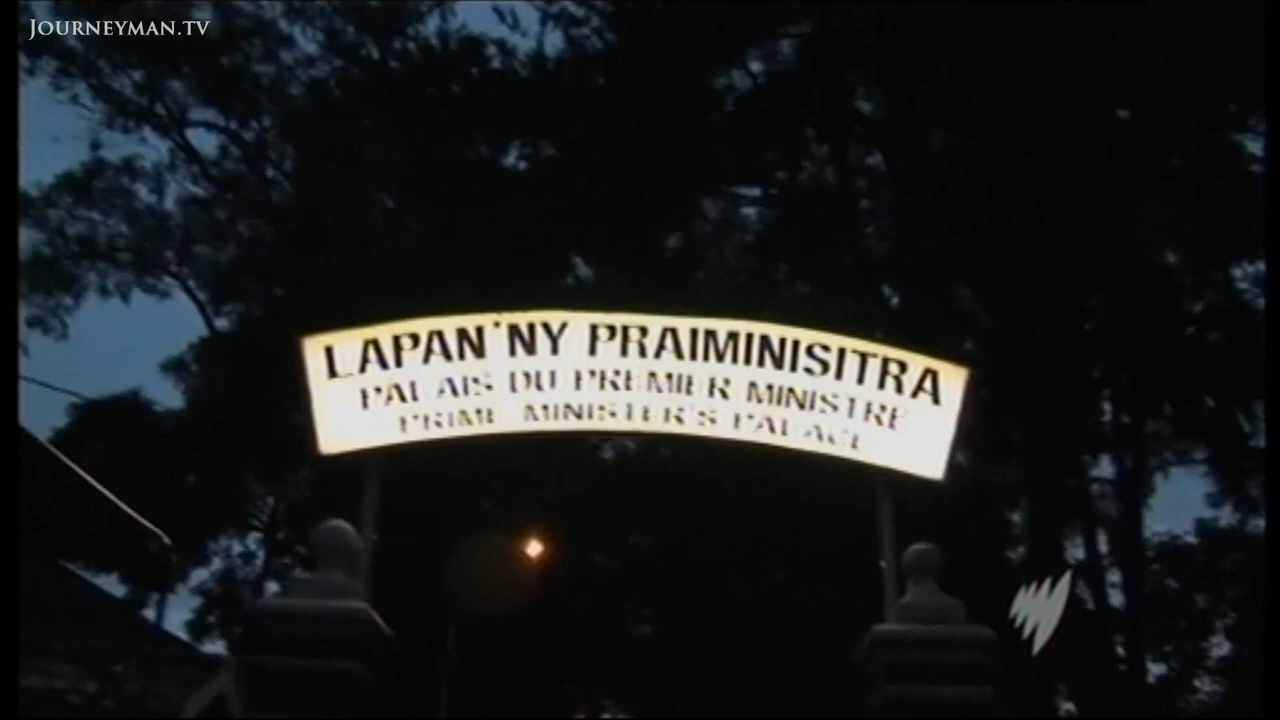 JOURNEYMAN.TV
LAPAN'NY PRAIMINISITRA
PALAIS DU PREMIER MINISTRE
PRIME MINISTER'S PALACE